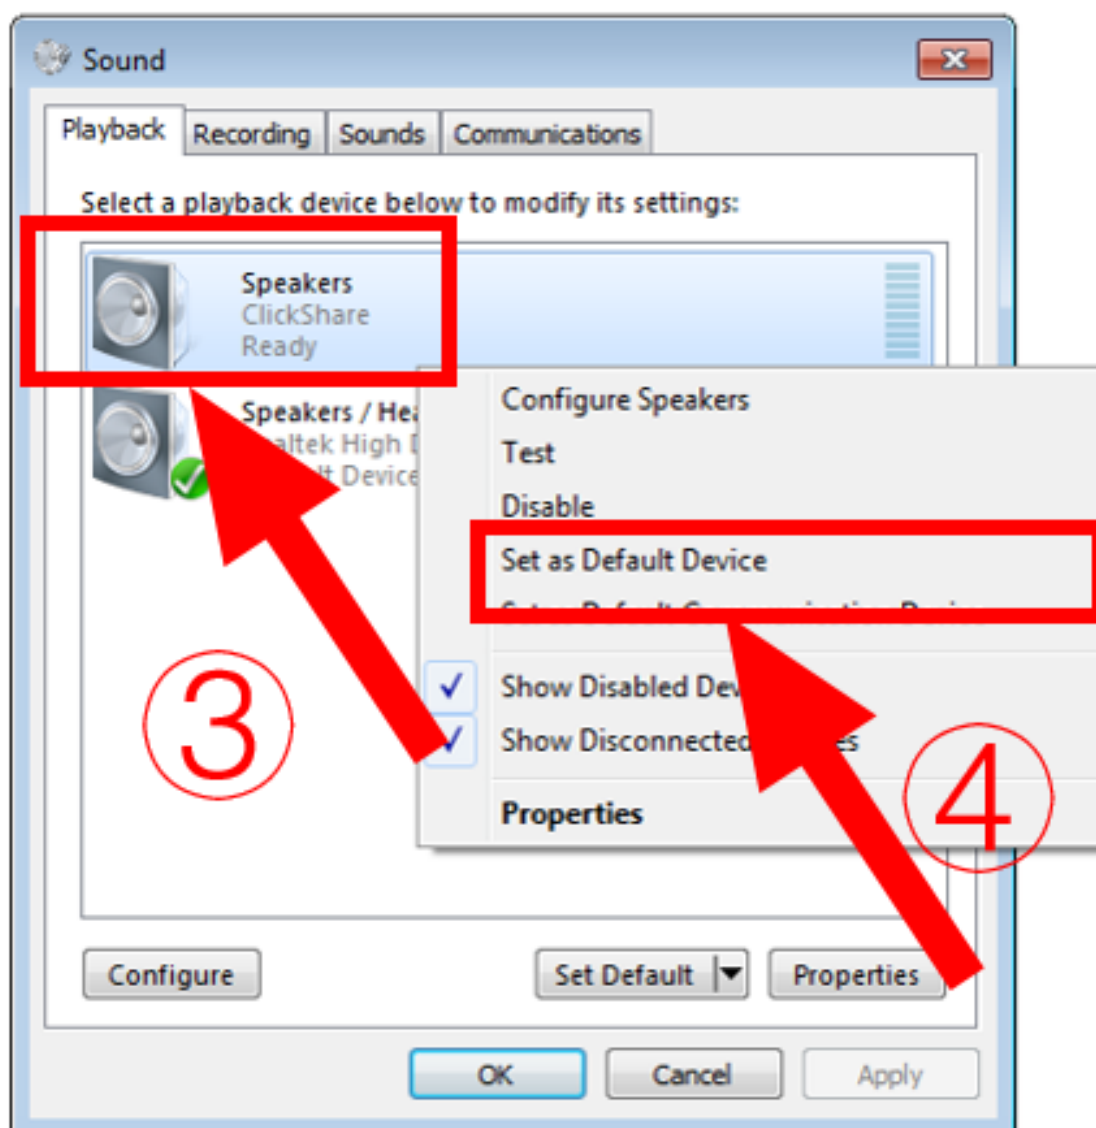 Sound
Playback
Recording
Sounds
Communications
Select a playback device below to modify its settings:
Speakers
ClickShare
Ready
Speakers /
High
Device
Configure Speakers
Test
Disable
Set as Default Device
Show Disabled
Show Disconnected
Properties
③
④
Configure
Set Default
Properties
OK
Cancel
Apply